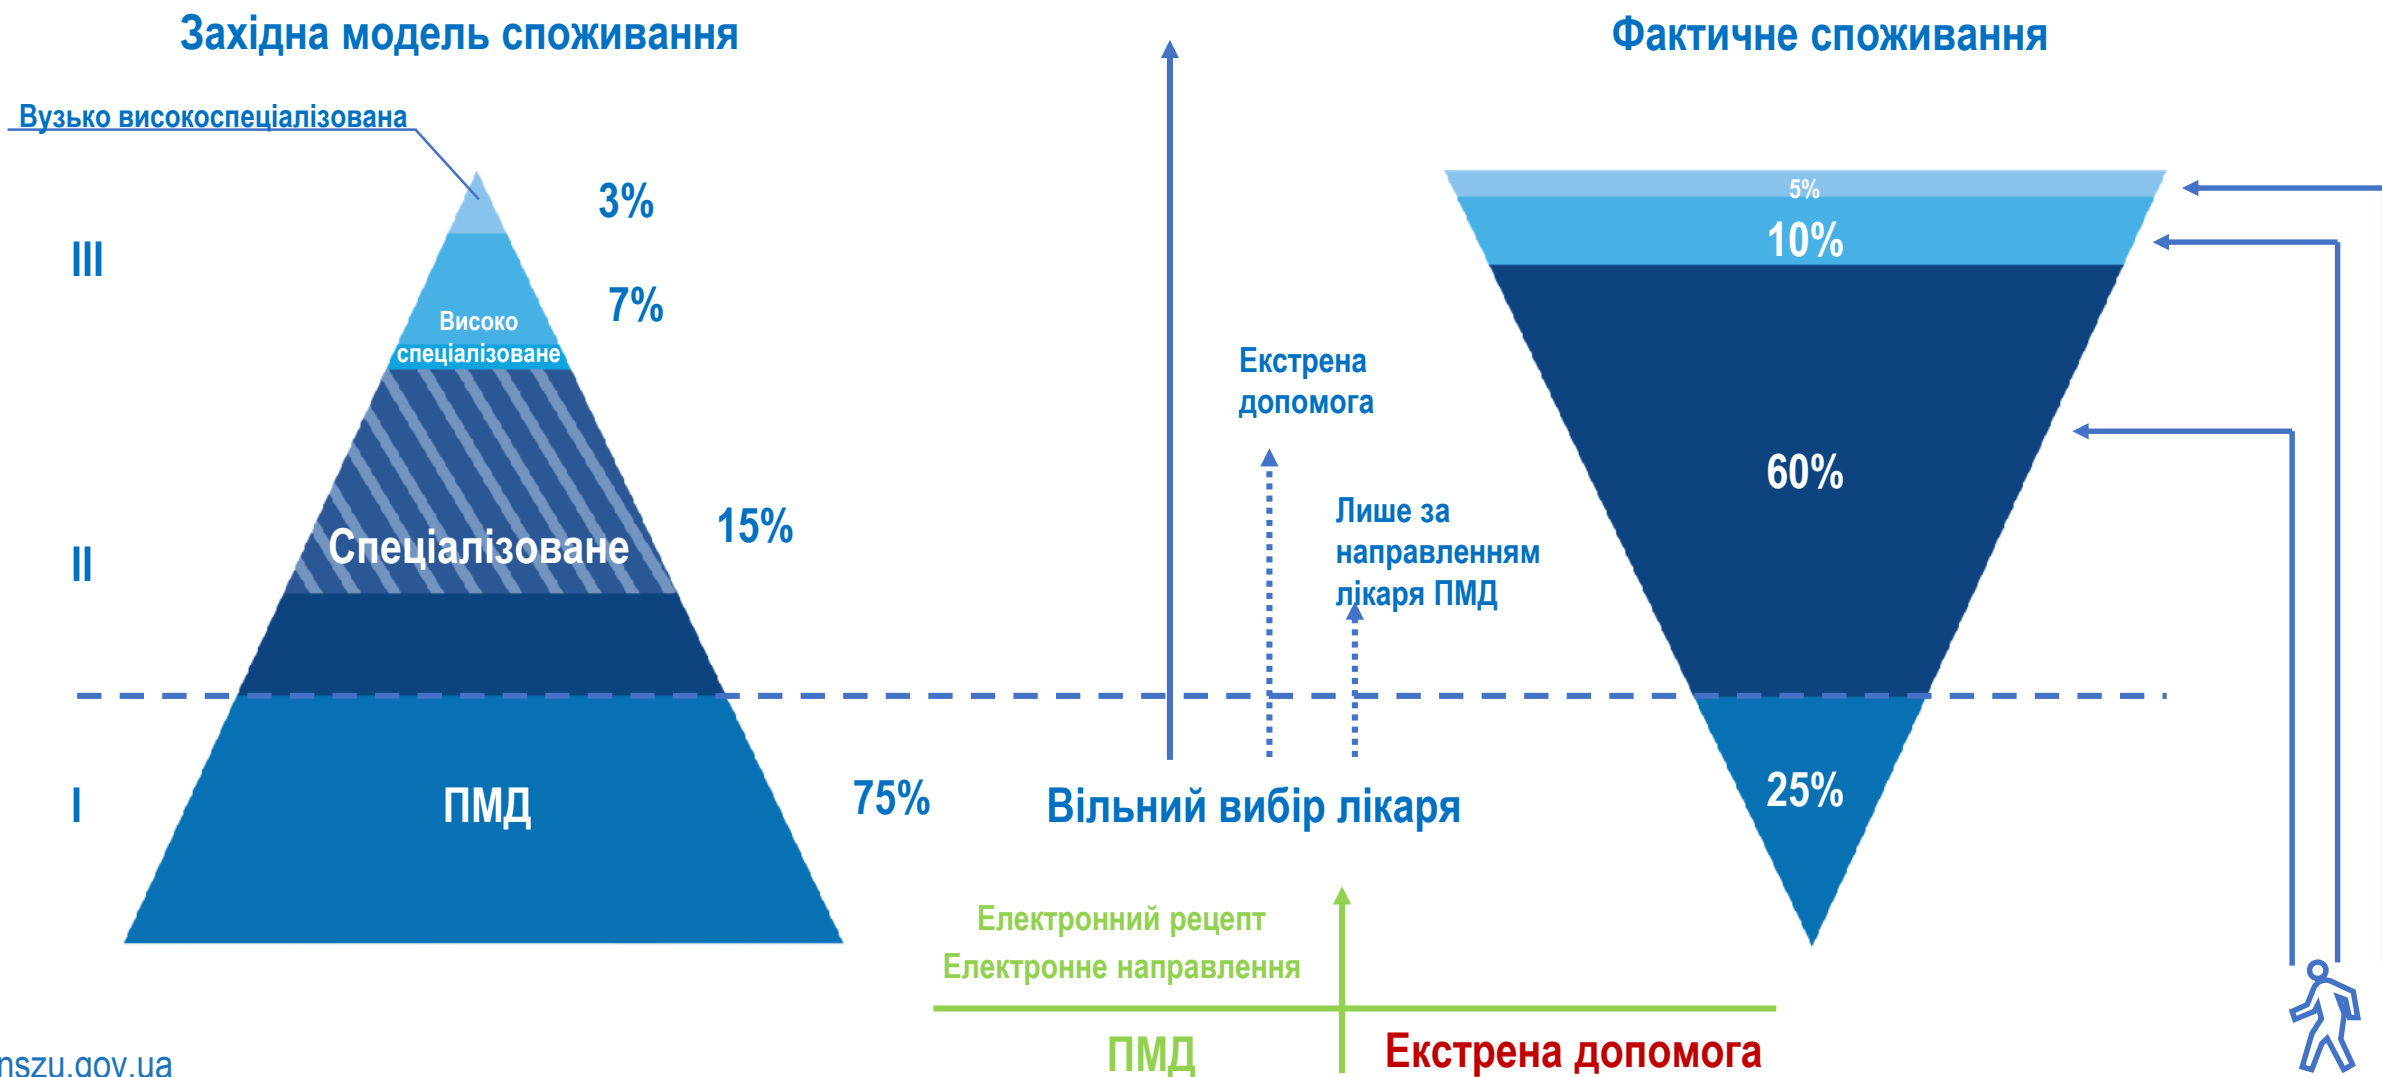 Західна модель споживання
Фактичне споживання
Вузько високоспеціалізована
3%
5%
III
10%
7%
Високо
спеціалізоване
Екстрена
допомога
60%
Лише за
направленням
лікаря ПМД
15%
Спеціалізоване
II
I
ПМД
75%
Вільний вибір лікаря
25%
Електронний рецепт
Електронне направлення
ПМД
Екстрена допомога
nszu.gov.ua